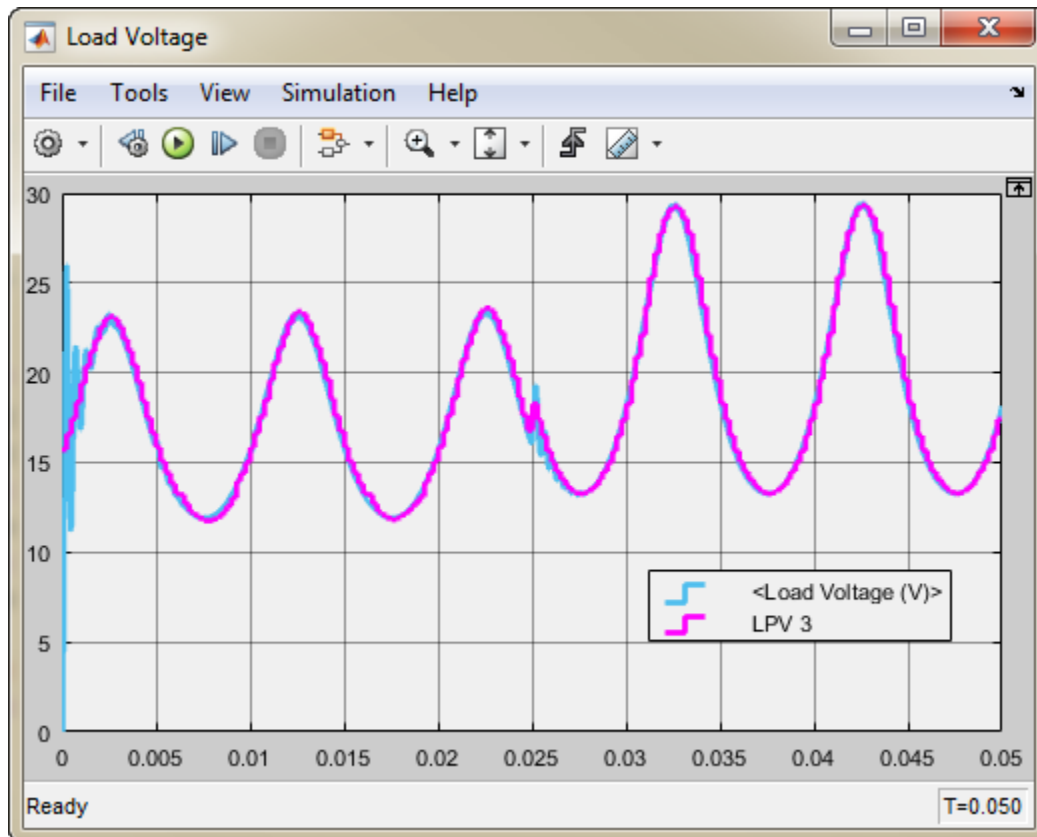 Load Voltage
File Tools View Simulation Help
30
25
20
15
10
5
0
<Load Voltage (V)>
LPV 3
0 0.005 0.01 0.015 0.02 0.025 0.03 0.035 0.04 0.045 0.05
Ready T=0.050